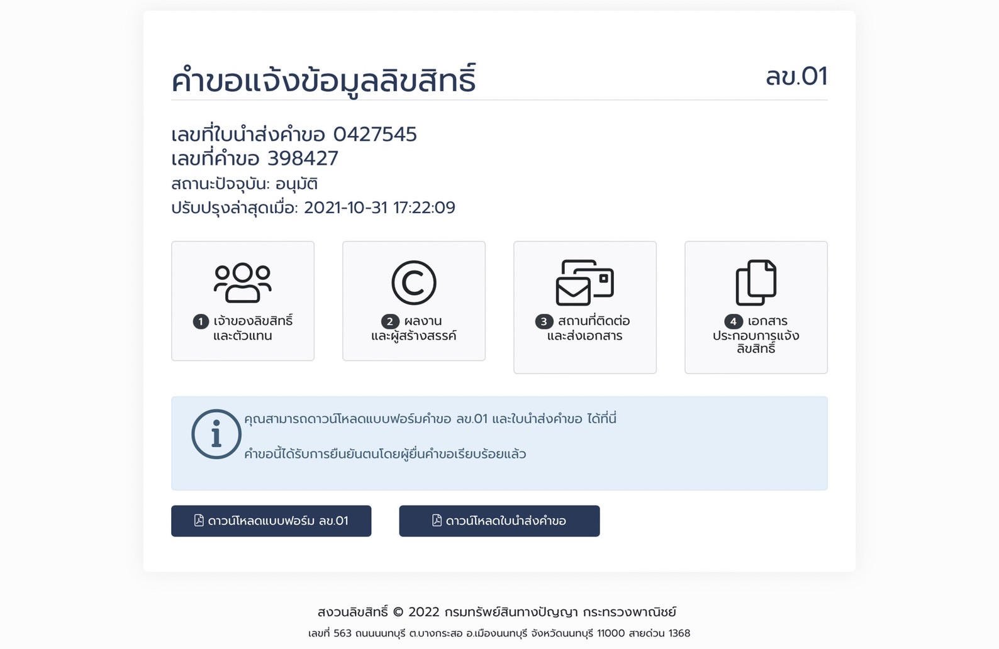 คำขอแจ้งข้อมูลลิขสิทธิ์
ลข.01
เลขที่ใบนำส่งคำขอ 0427545
เลขที่คำขอ 398427
สถานะปัจจุบัน: อนุมัติ
ปรับปรุงล่าสุดเมื่อ: 2021-10-31 17:22:09
1 เจ้าของลิขสิทธิ์
และตัวแทน
2 ผลงาน
และผู้สร้างสรรค์
3 สถานที่ติดต่อ
และส่งเอกสาร
4 เอกสาร
ประกอบการแจ้ง
ลิขสิทธิ์
คุณสามารถดาวน์โหลดแบบฟอร์มคำขอ ลข.01 และใบนำส่งคำขอ ได้ที่นี่
คำขอนี้ได้รับการยืนยันตนโดยผู้ยื่นคำขอเรียบร้อยแล้ว
ดาวน์โหลดแบบฟอร์ม ลข.01
ดาวน์โหลดใบนำส่งคำขอ
สงวนลิขสิทธิ์ © 2022 กรมทรัพย์สินทางปัญญา กระทรวงพาณิชย์
เลขที่ 563 ถนนนนทบุรี ต.บางกระสอ อ.เมืองนนทบุรี จังหวัดนนทบุรี 11000 สายด่วน 1368